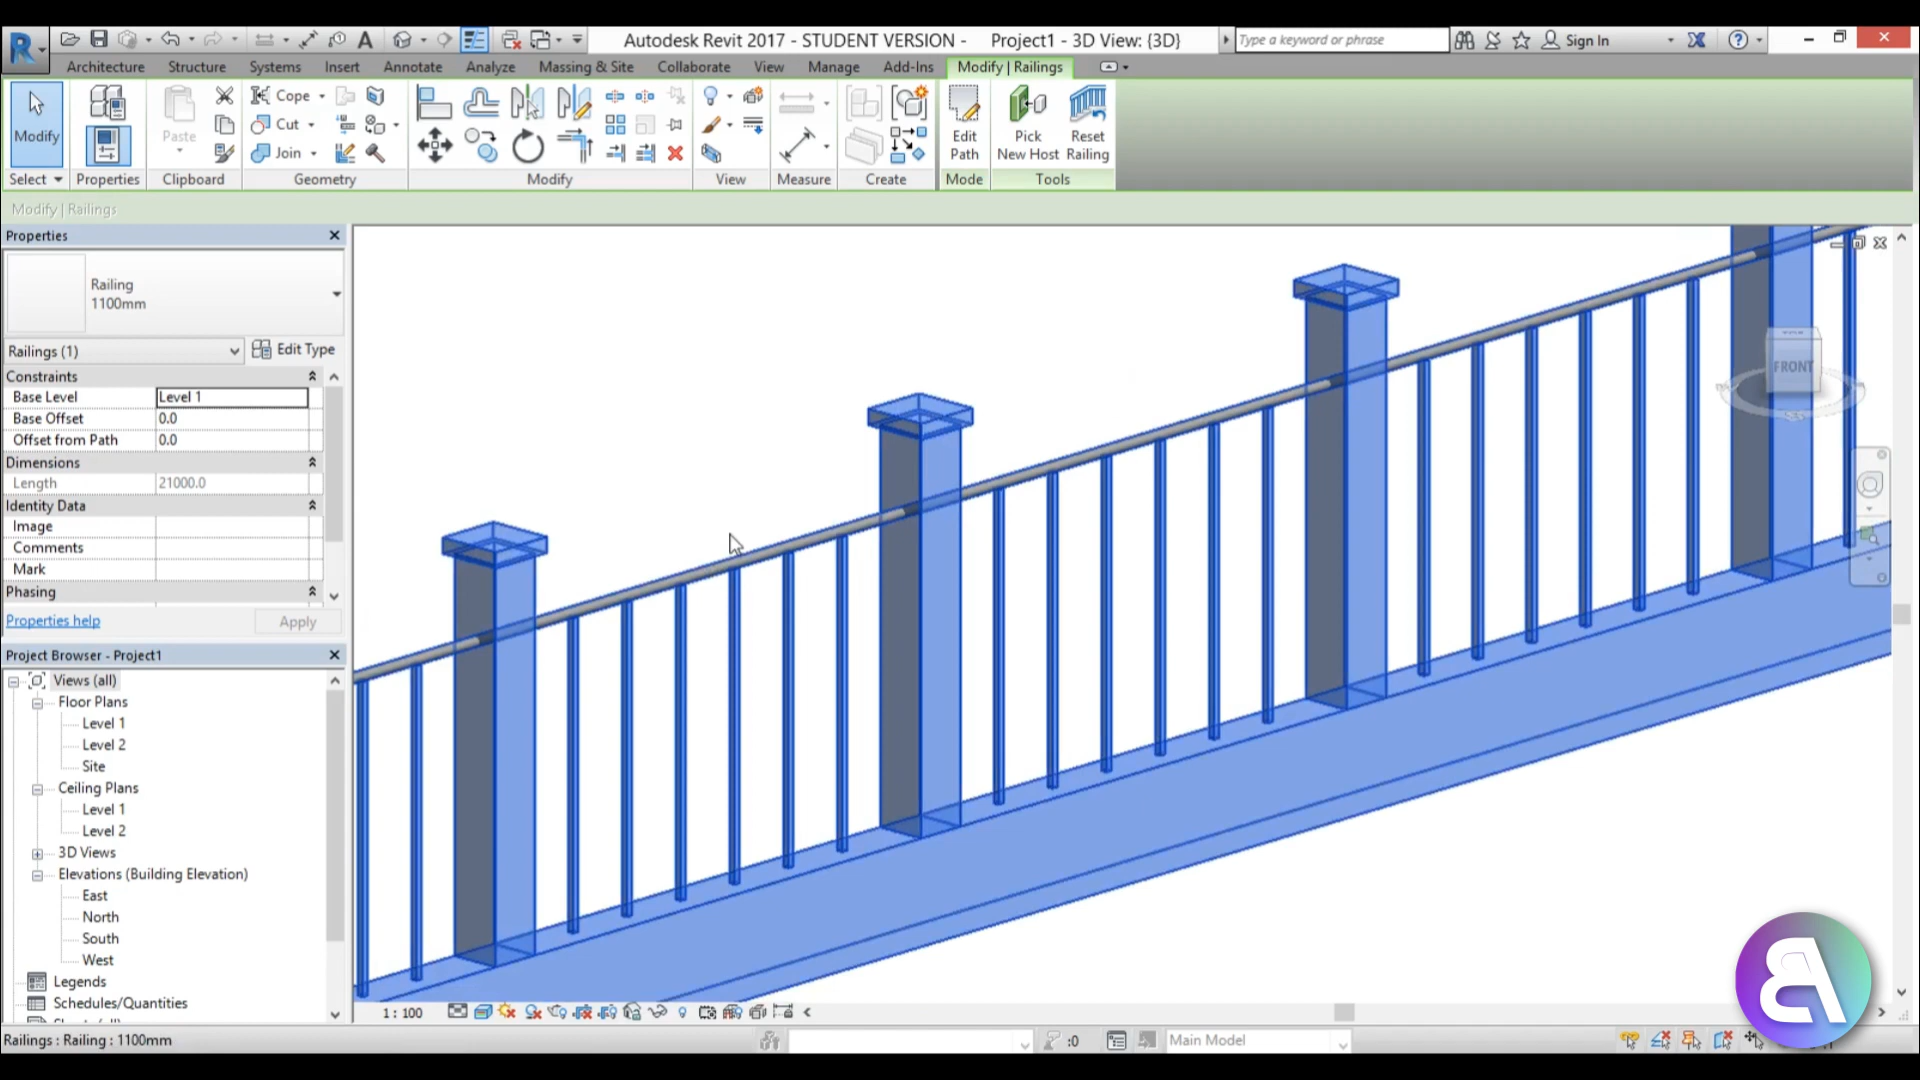 Autodesk Revit 2017 - STUDENT VERSION - Project1 - 3D View: {3D}
Type a keyword or phrase
Sign In
Architecture Structure Systems Insert Annotate Analyze Massing & Site Collaborate View Manage Add-Ins Modify | Railings
Modify
Paste
Cope
Cut
Join
Edit Path
Pick New Host
Reset Railing
Select Properties Clipboard Geometry Modify View Measure Create Mode Tools
Modify | Railings
Properties
Railing
1100mm
Railings (1) Edit Type
Constraints
Base Level Level 1
Base Offset 0.0
Offset from Path 0.0
Dimensions
Length 21000.0
Identity Data
Image
Comments
Mark
Phasing
Properties help Apply
Project Browser - Project1
Views (all)
Floor Plans
Level 1
Level 2
Site
Ceiling Plans
Level 1
Level 2
3D Views
Elevations (Building Elevation)
East
North
South
West
Legends
Schedules/Quantities
FRONT
1 : 100
Railings : Railing : 1100mm
:0
Main Model